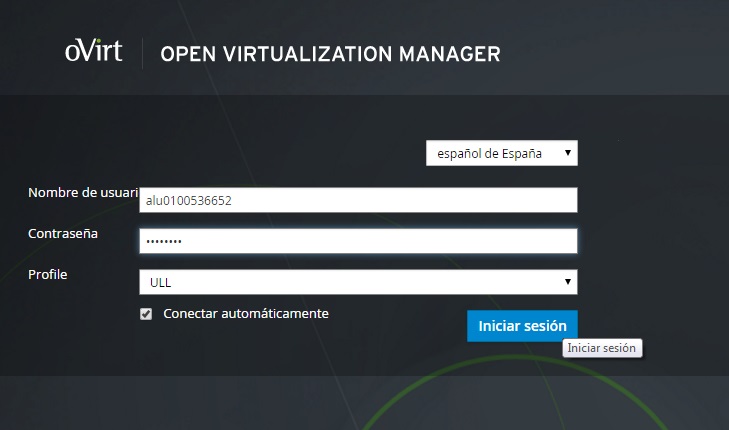 oVirt OPEN VIRTUALIZATION MANAGER
español de España
Nombre de usuari
alu0100536652
Contraseña
••••••••
Profile
ULL
Conectar automáticamente
Iniciar sesión
Iniciar sesión